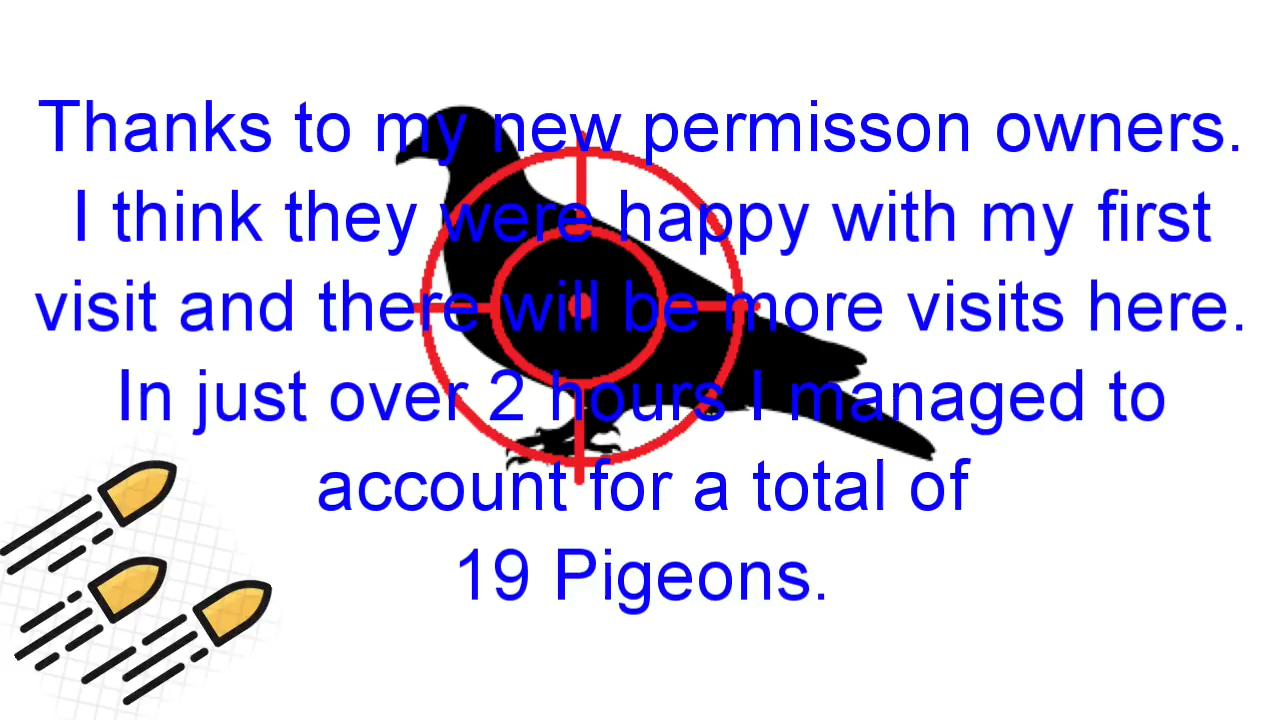 Thanks to my new permisson owners.
I think they were happy with my first
visit and there will be more visits here.
In just over 2 hours I managed to
account for a total of
19 Pigeons.